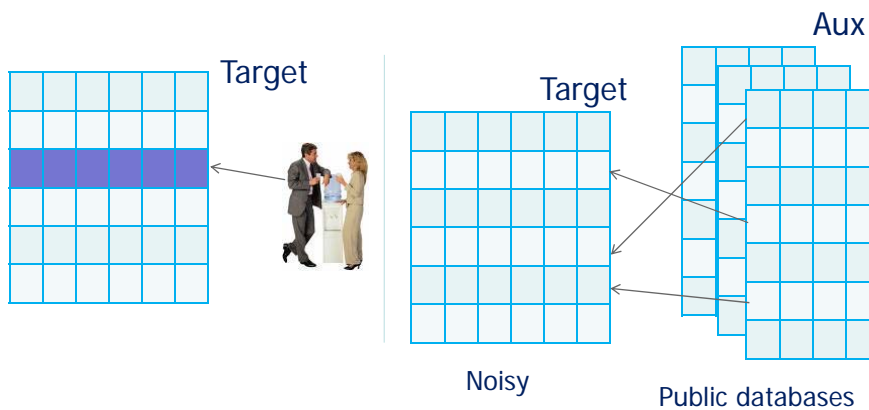 Target
Target
Aux
Noisy
Public databases